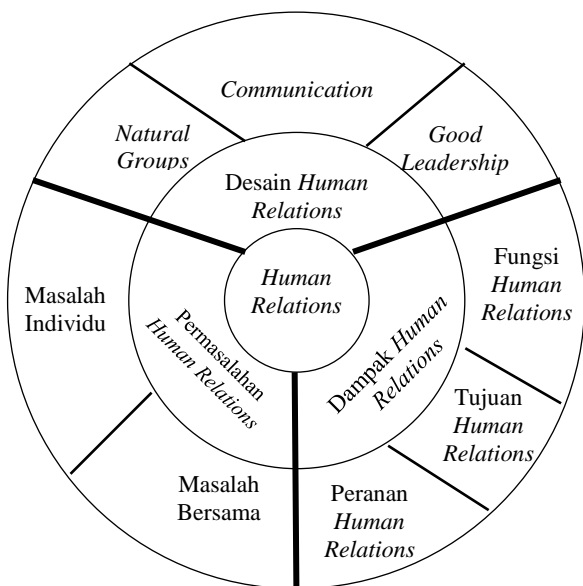 Communication
Natural
Groups
Good
Leadership
Desain Human
Relations
Human
Relations
Fungsi
Human
Relations
Masalah
Individu
Permasalahan
Human Relations
Dampak Human
Relations
Tujuan
Human
Relations
Masalah
Bersama
Peranan
Human
Relations